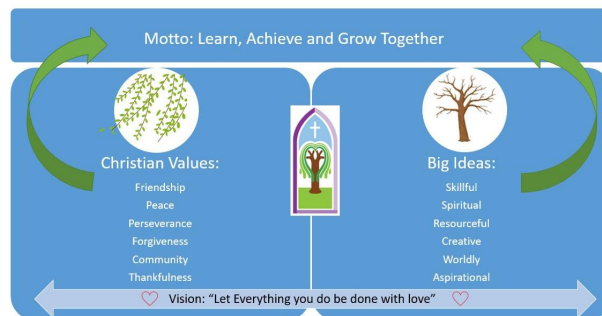 Motto: Learn, Achieve and Grow Together
Christian Values:
Friendship
Peace
Perseverance
Forgiveness
Community
Thankfulness
Big Ideas:
Skillful
Spiritual
Resourceful
Creative
Worldly
Aspirational
Vision: “Let Everything you do be done with love”